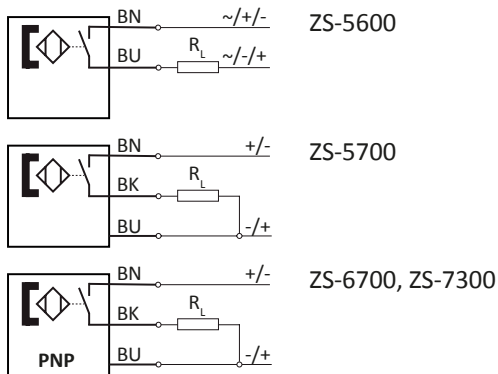 BN ~/+/- ZS-5600
BU R_L ~/-/+
BN +/- ZS-5700
BK R_L
BU -/+
BN +/- ZS-6700, ZS-7300
BK R_L
PNP BU -/+